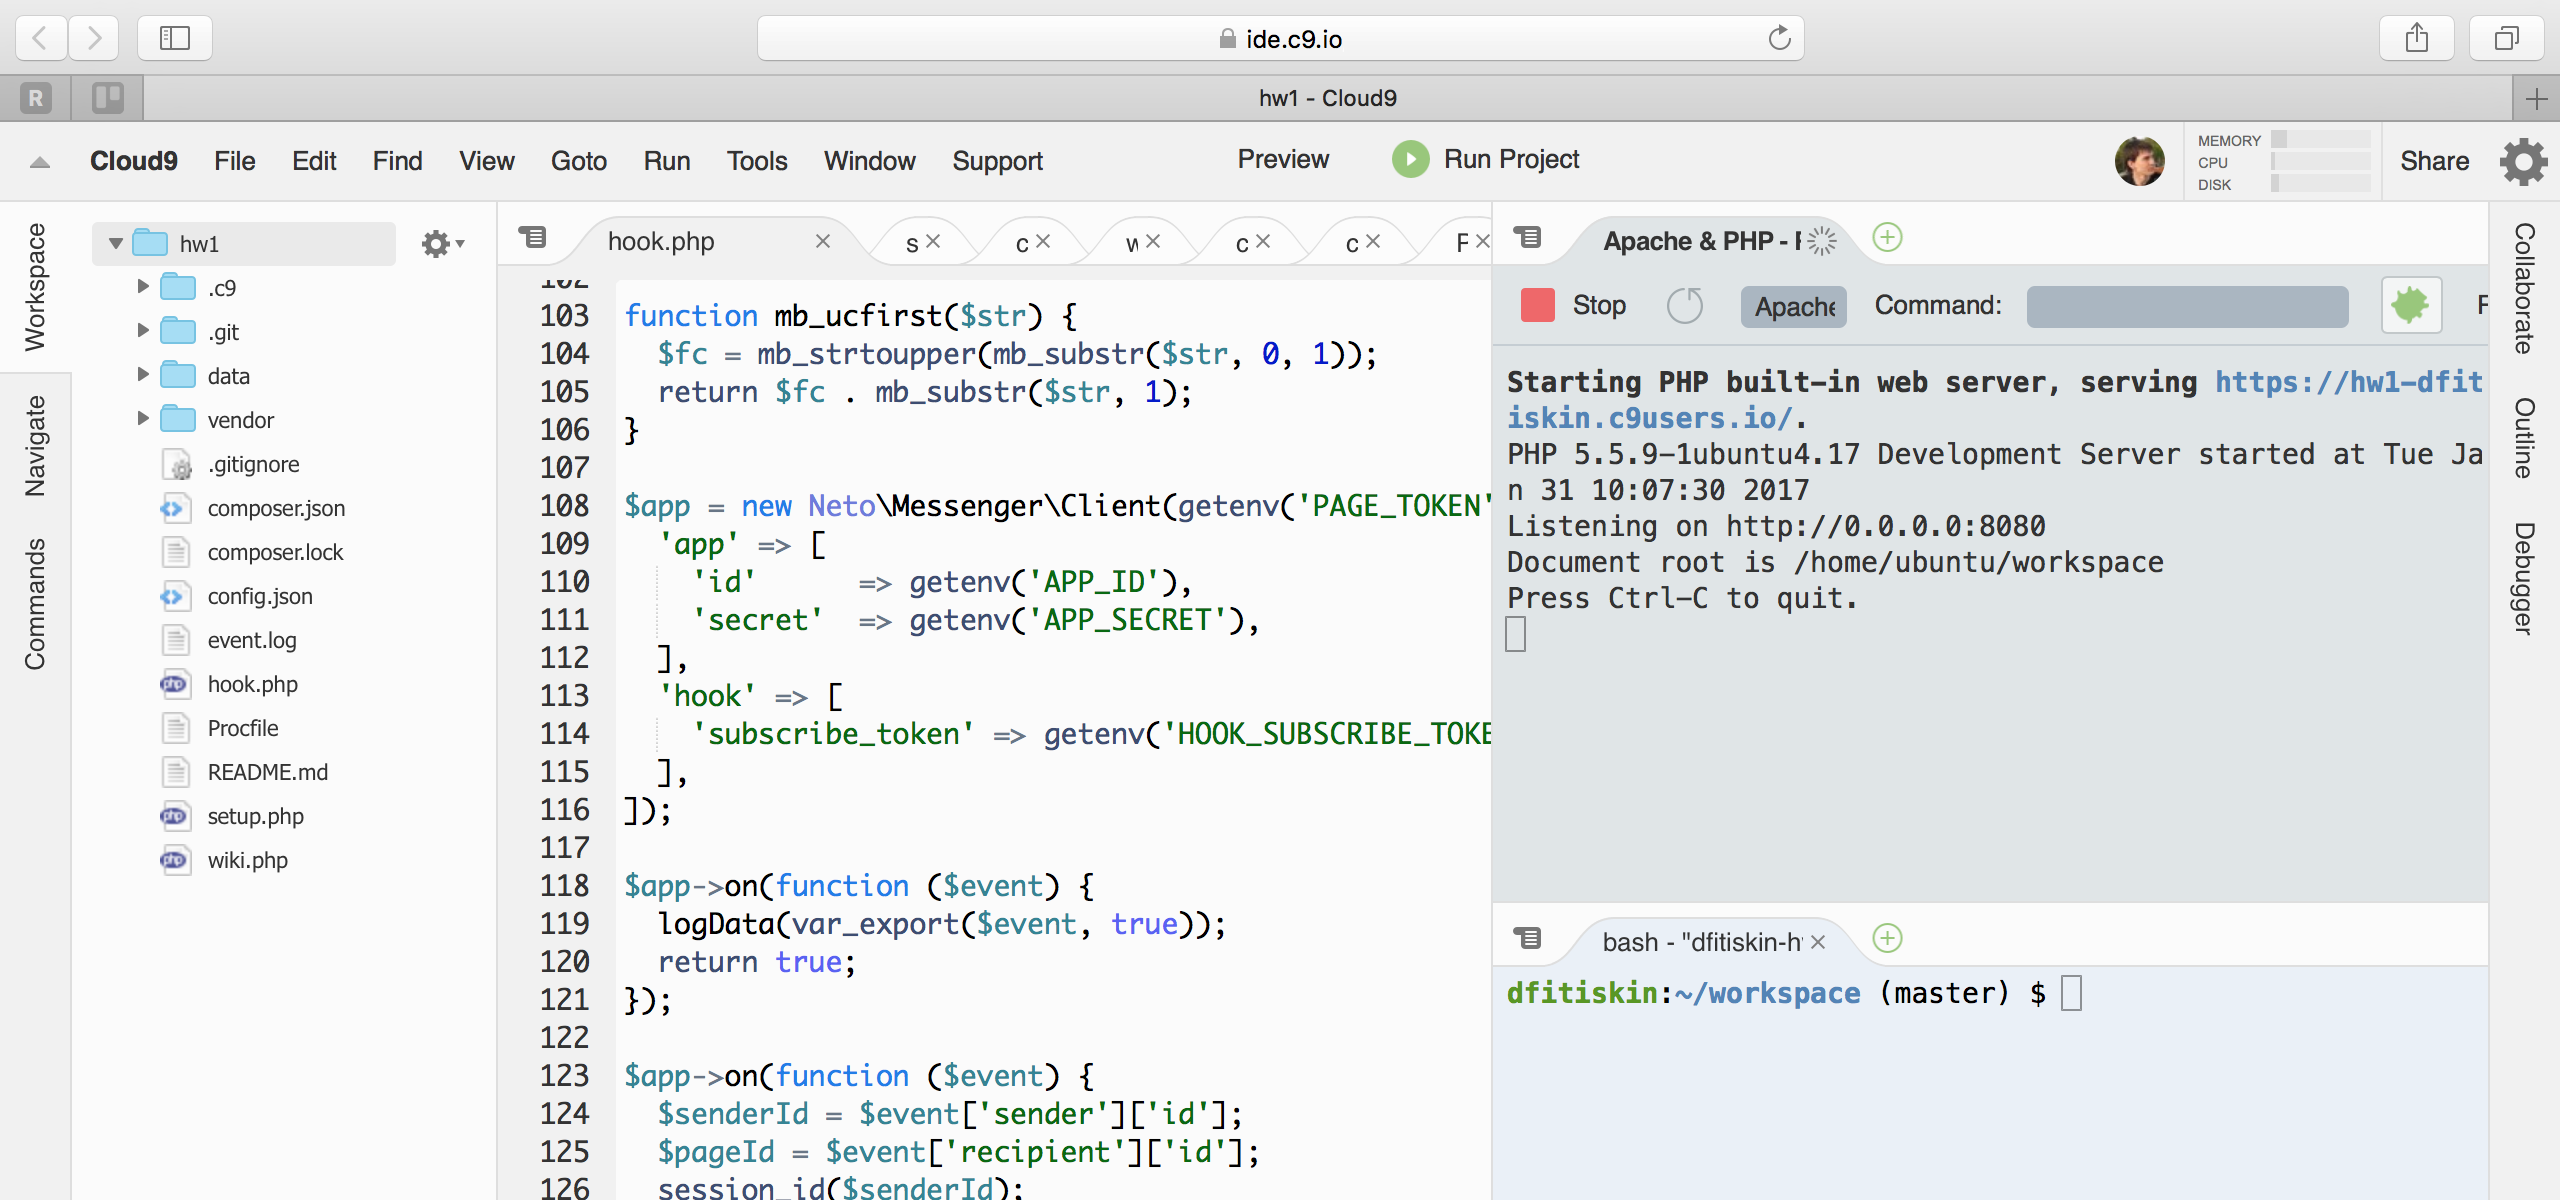 ide.c9.io
R
hw1 - Cloud9
Cloud9 File Edit Find View Goto Run Tools Window Support Preview Run Project
MEMORY
CPU
DISK
Share
Workspace
Navigate
Commands
hw1
.c9
.git
data
vendor
.gitignore
composer.json
composer.lock
config.json
event.log
hook.php
Procfile
README.md
setup.php
wiki.php
hook.php s c w c c F
102
103 function mb_ucfirst($str) {
104 $fc = mb_strtoupper(mb_substr($str, 0, 1));
105 return $fc . mb_substr($str, 1);
106 }
107
108 $app = new Neto\Messenger\Client(getenv('PAGE_TOKEN'
109 'app' => [
110 'id' => getenv('APP_ID'),
111 'secret' => getenv('APP_SECRET'),
112 ],
113 'hook' => [
114 'subscribe_token' => getenv('HOOK_SUBSCRIBE_TOKE
115 ],
116 ]);
117
118 $app->on(function ($event) {
119 logData(var_export($event, true));
120 return true;
121 });
122
123 $app->on(function ($event) {
124 $senderId = $event['sender']['id'];
125 $pageId = $event['recipient']['id'];
126 session_id($senderId);
Apache & PHP -
Stop Apache Command:
Starting PHP built-in web server, serving https://hw1-dfit
iskin.c9users.io/.
PHP 5.5.9-1ubuntu4.17 Development Server started at Tue Ja
n 31 10:07:30 2017
Listening on http://0.0.0.0:8080
Document root is /home/ubuntu/workspace
Press Ctrl-C to quit.
bash - "dfitiskin-h
dfitiskin:~/workspace (master) $
Collaborate
Outline
Debugger